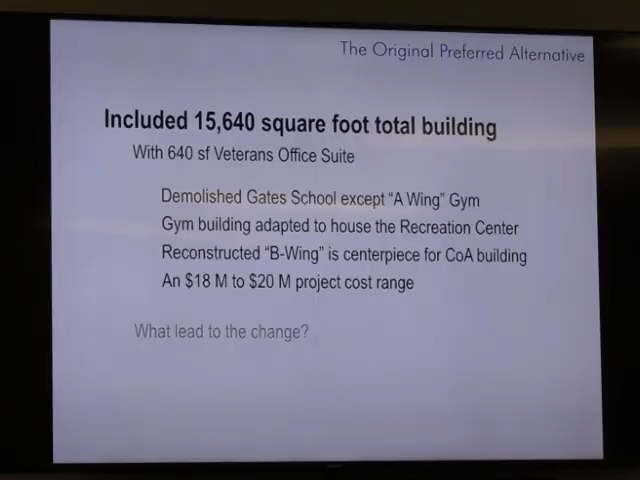 The Original Preferred Alternative
Included 15,640 square foot total building
With 640 sf Veterans Office Suite
Demolished Gates School except “A Wing” Gym
Gym building adapted to house the Recreation Center
Reconstructed “B-Wing” is centerpiece for CoA building
An $18 M to $20 M project cost range
What lead to the change?